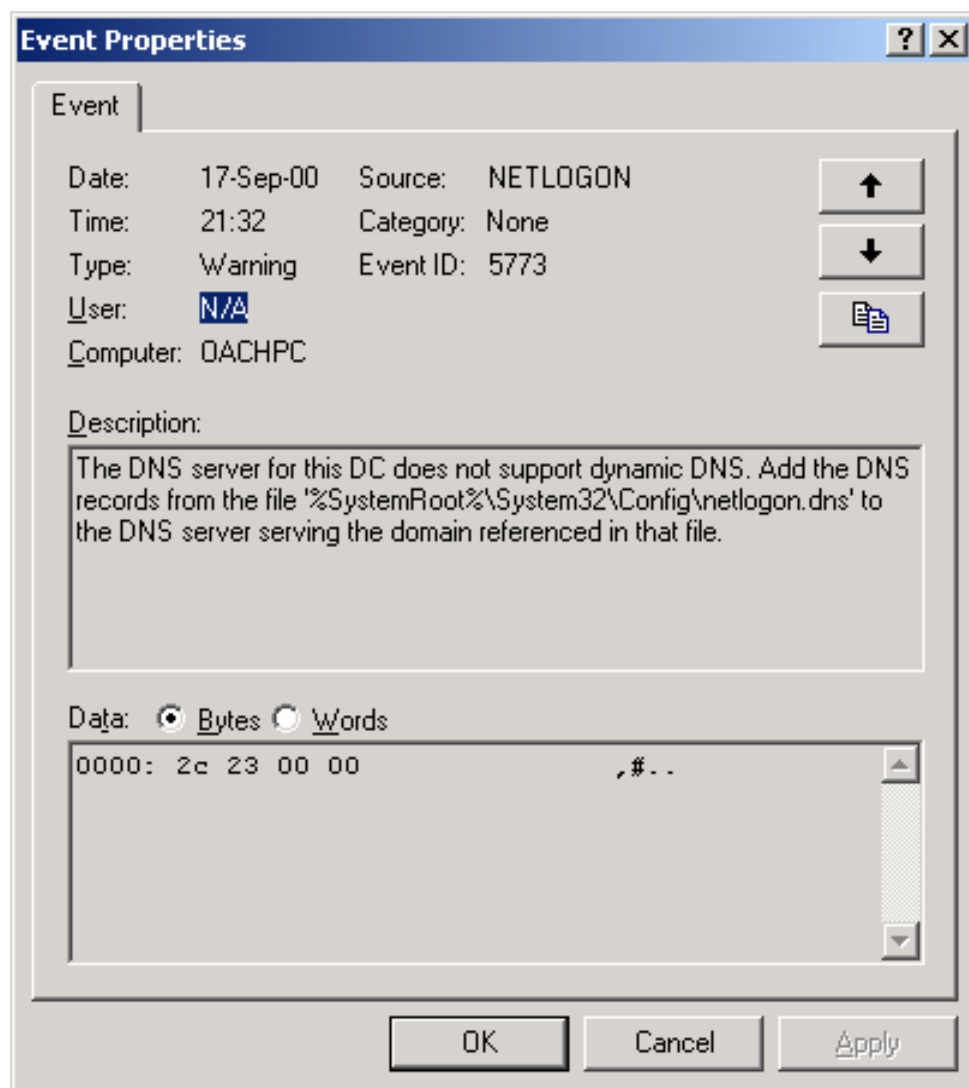 Event Properties
Event
Date: 17-Sep-00 Source: NETLOGON
Time: 21:32 Category: None
Type: Warning Event ID: 5773
User: N/A
Computer: OACHPC
Description:
The DNS server for this DC does not support dynamic DNS. Add the DNS
records from the file '%SystemRoot%\System32\Config\netlogon.dns' to
the DNS server serving the domain referenced in that file.
Data: Bytes Words
0000: 2c 23 00 00 ,#..
OK Cancel Apply